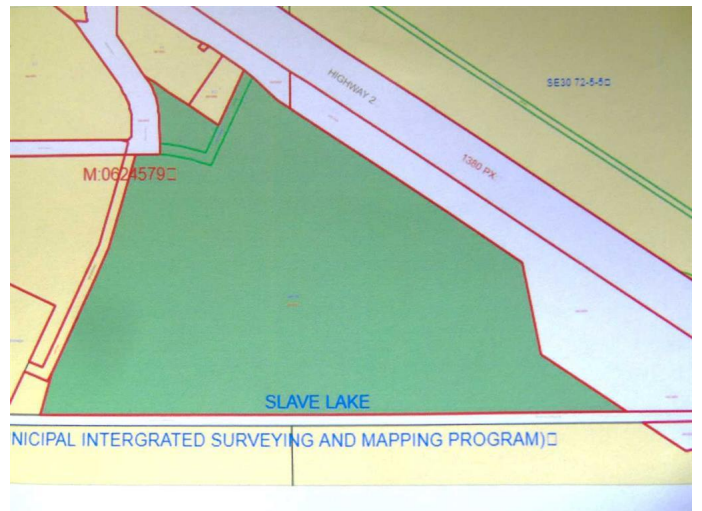 HIGHWAY 2
SE30 72-5-5
1380 PX
M:0624579
SLAVE LAKE
NICIPAL INTERGRATED SURVEYING AND MAPPING PROGRAM)